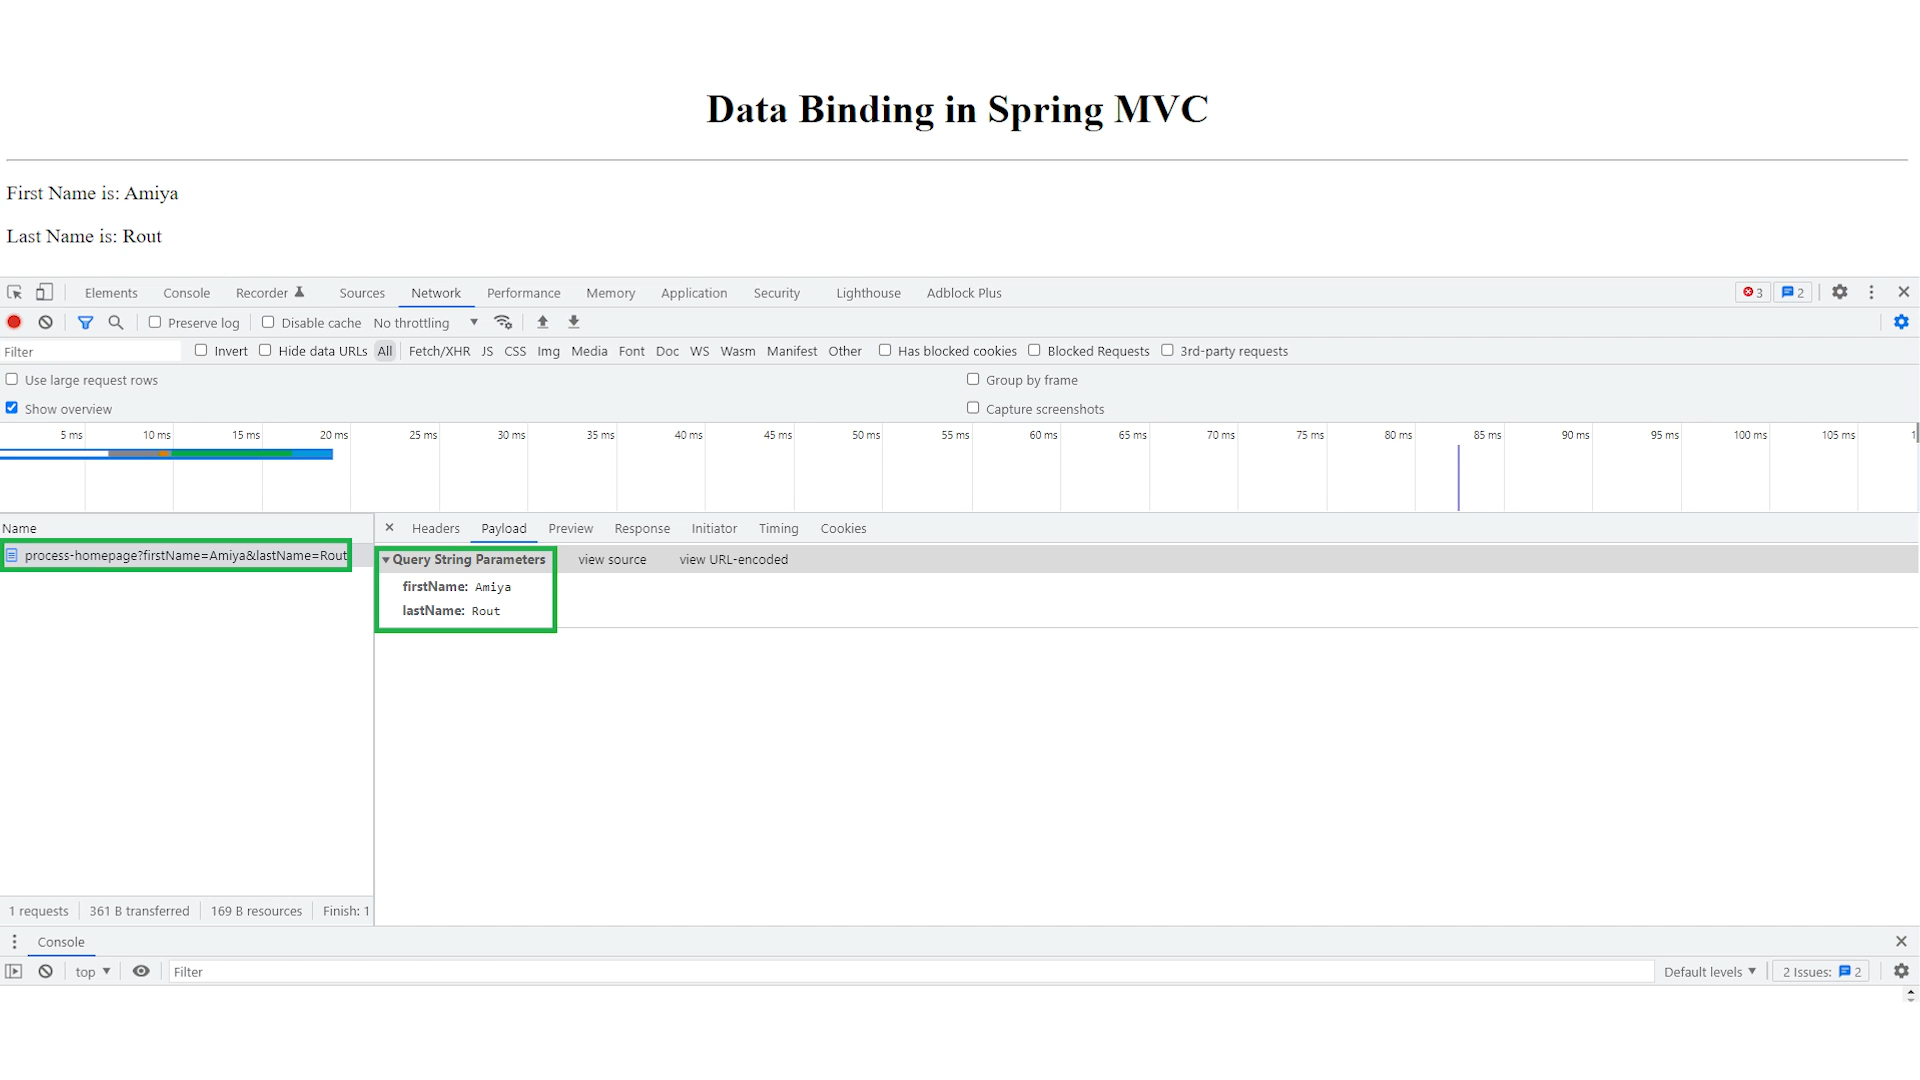 Data Binding in Spring MVC
First Name is: Amiya
Last Name is: Rout
Elements Console Recorder Sources Network Performance Memory Application Security Lighthouse Adblock Plus 3 2
Preserve log Disable cache No throttling
Filter Invert Hide data URLs All Fetch/XHR JS CSS Img Media Font Doc WS Wasm Manifest Other Has blocked cookies Blocked Requests 3rd-party requests
Use large request rows Group by frame
Show overview Capture screenshots
5 ms 10 ms 15 ms 20 ms 25 ms 30 ms 35 ms 40 ms 45 ms 50 ms 55 ms 60 ms 65 ms 70 ms 75 ms 80 ms 85 ms 90 ms 95 ms 100 ms 105 ms 1
Name Headers Payload Preview Response Initiator Timing Cookies
process-homepage?firstName=Amiya&lastName=Rout
Query String Parameters view source view URL-encoded
firstName: Amiya
lastName: Rout
1 requests 361 B transferred 169 B resources Finish: 1
Console
top Filter Default levels 2 Issues: 2